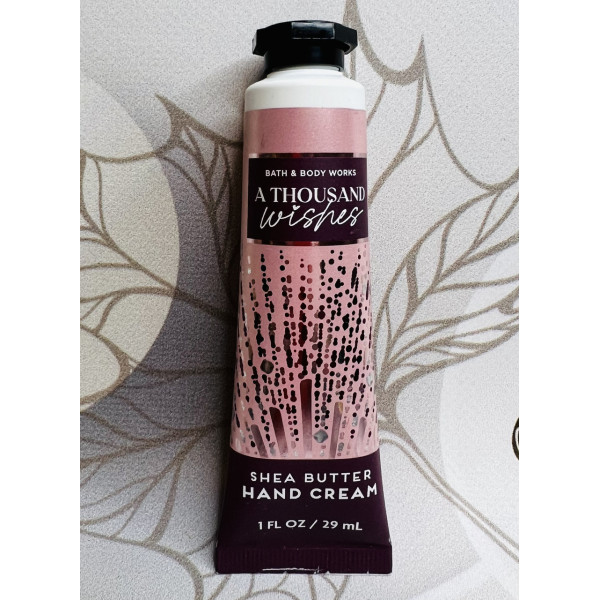 BATH & BODY WORKS
A THOUSAND
wishes
SHEA BUTTER
HAND CREAM
1 FL OZ / 29 mL